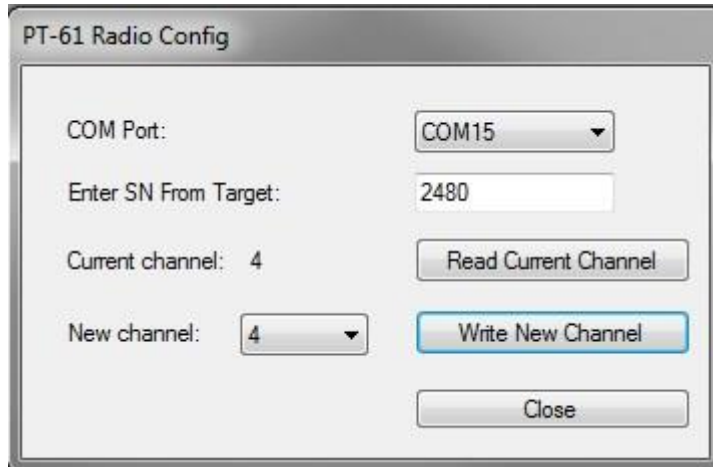 PT-61 Radio Config
COM Port: COM15
Enter SN From Target: 2480
Current channel: 4 Read Current Channel
New channel: 4 Write New Channel
Close